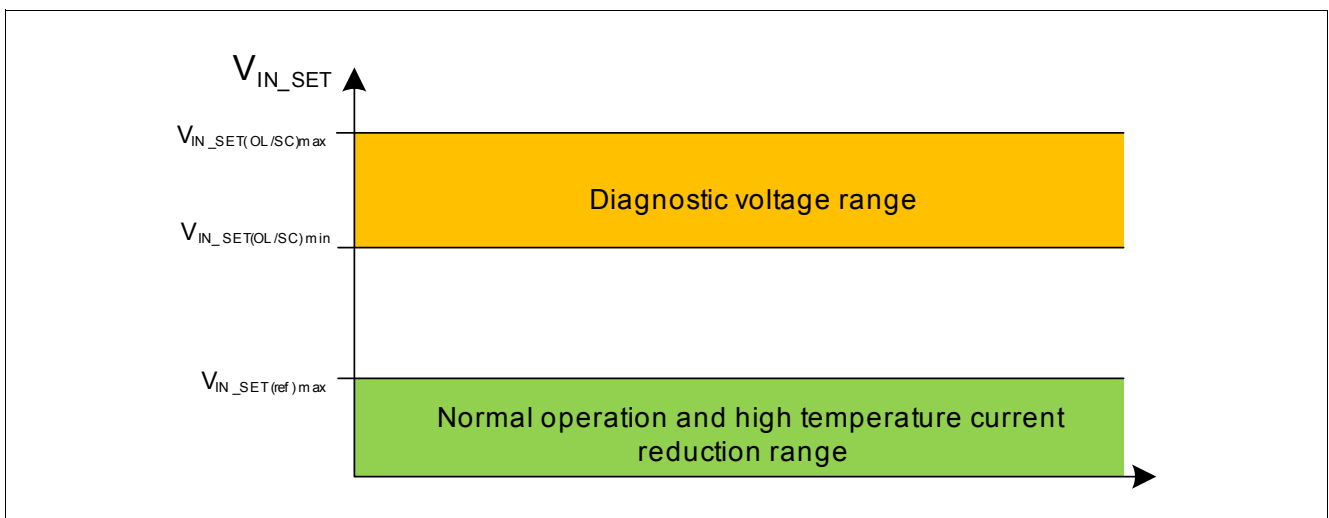 VIN_SET
VIN_SET(OL/SC)max
Diagnostic voltage range
VIN_SET(OL/SC)min
VIN_SET(ref)max
Normal operation and high temperature current
reduction range